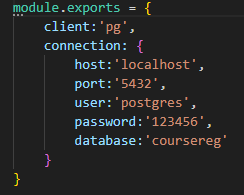 module.exports = {
    client:'pg',
    connection: {
        host:'localhost',
        port:'5432',
        user:'postgres',
        password:'123456',
        database:'coursereg'
    }
}